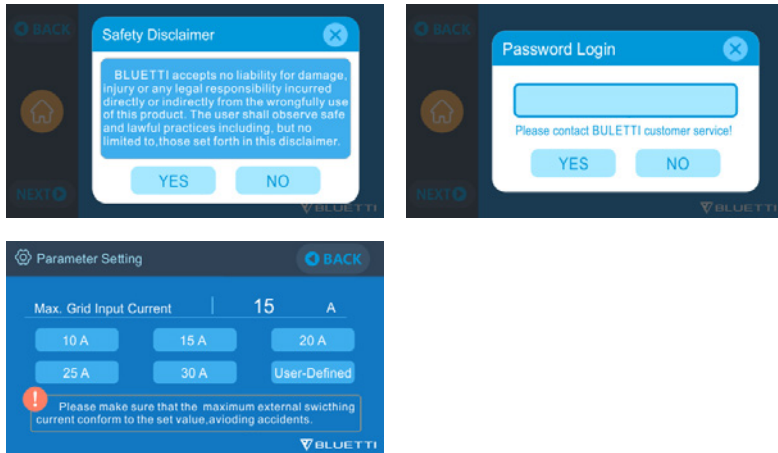 BACK
Safety Disclaimer
BLUETTI accepts no liability for damage,
injury or any legal responsibility incurred
directly or indirectly from the wrongfully use
of this product. The user shall observe safe
and lawful practices including, but no
limited to,those set forth in this disclaimer.
YES NO
NEXT
BLUETTI
BACK
Password Login
Please contact BULETTI customer service!
YES NO
NEXT
BLUETTI
Parameter Setting BACK
Max. Grid Input Current 15 A
10 A 15 A 20 A
25 A 30 A User-Defined
! Please make sure that the maximum external swicthing
current conform to the set value,avioding accidents.
BLUETTI